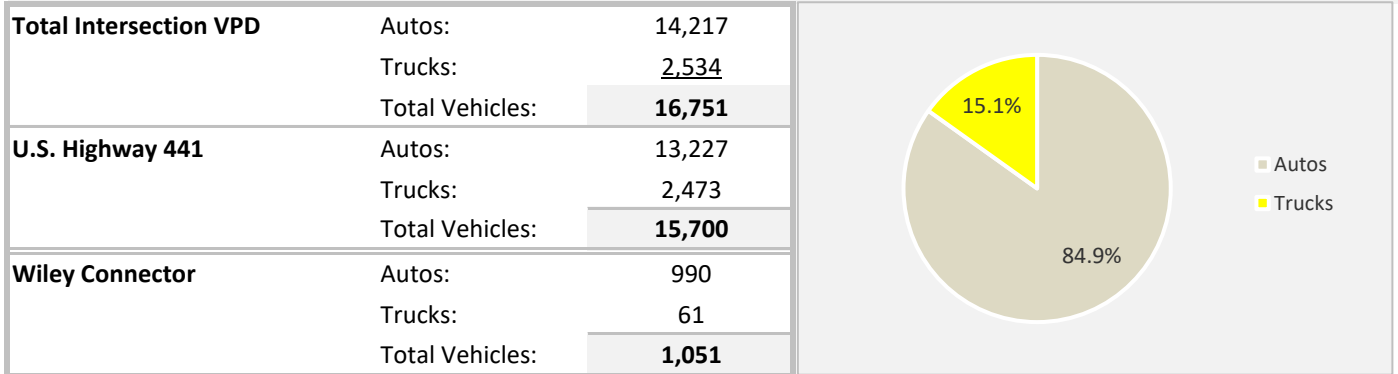 Total Intersection VPD Autos: 14,217
Trucks: 2,534
Total Vehicles: 16,751
U.S. Highway 441 Autos: 13,227
Trucks: 2,473
Total Vehicles: 15,700
Wiley Connector Autos: 990
Trucks: 61
Total Vehicles: 1,051
15.1%
84.9%
Autos
Trucks